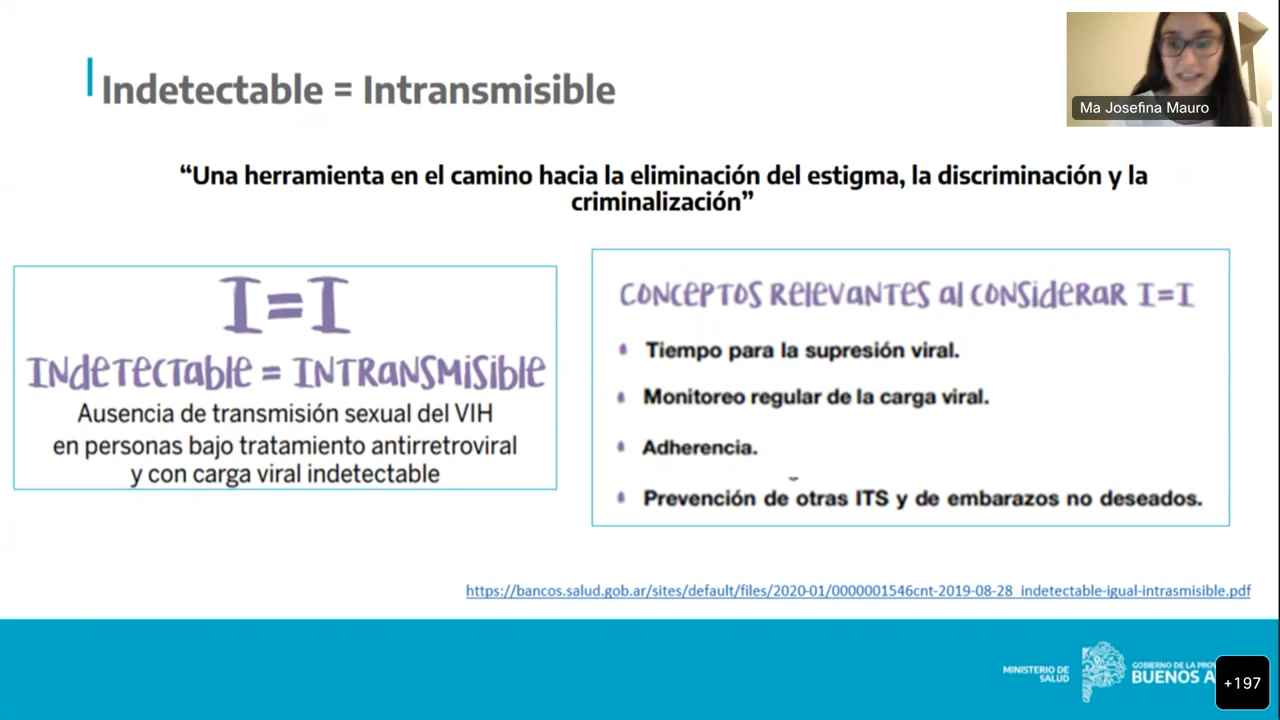 Indetectable = Intransmisible
Ma Josefina Mauro
“Una herramienta en el camino hacia la eliminación del estigma, la discriminación y la
criminalización”
I=I
INdeTecTable = INTRaNSMiSible
Ausencia de transmisión sexual del VIH
en personas bajo tratamiento antirretroviral
y con carga viral indetectable
CONCEPTOS RELEVANTES al CONSideRAR I=I
Tiempo para la supresión viral.
Monitoreo regular de la carga viral.
Adherencia.
Prevención de otras ITS y de embarazos no deseados.
https://bancos.salud.gob.ar/sites/default/files/2020-01/0000001546cnt-2019-08-28_indetectable-igual-intrasmisible.pdf
MINISTERIO DE
SALUD
GOBIERNO DE LA
BUENOS
+197